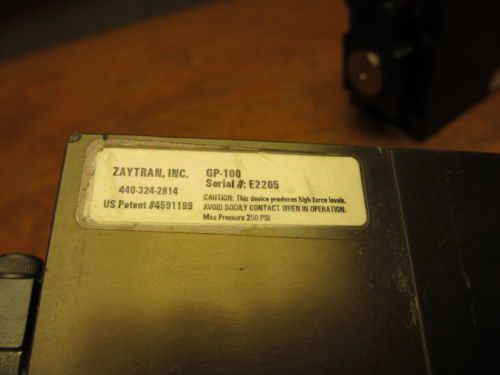 ZAYTRAN, INC.
440-324-2814
US Patent #4591199
GP-100
Serial #: E2265
CAUTION: This device produces high force levels.
AVOID BODILY CONTACT WHEN IN OPERATION.
Max Pressure 250 PSI